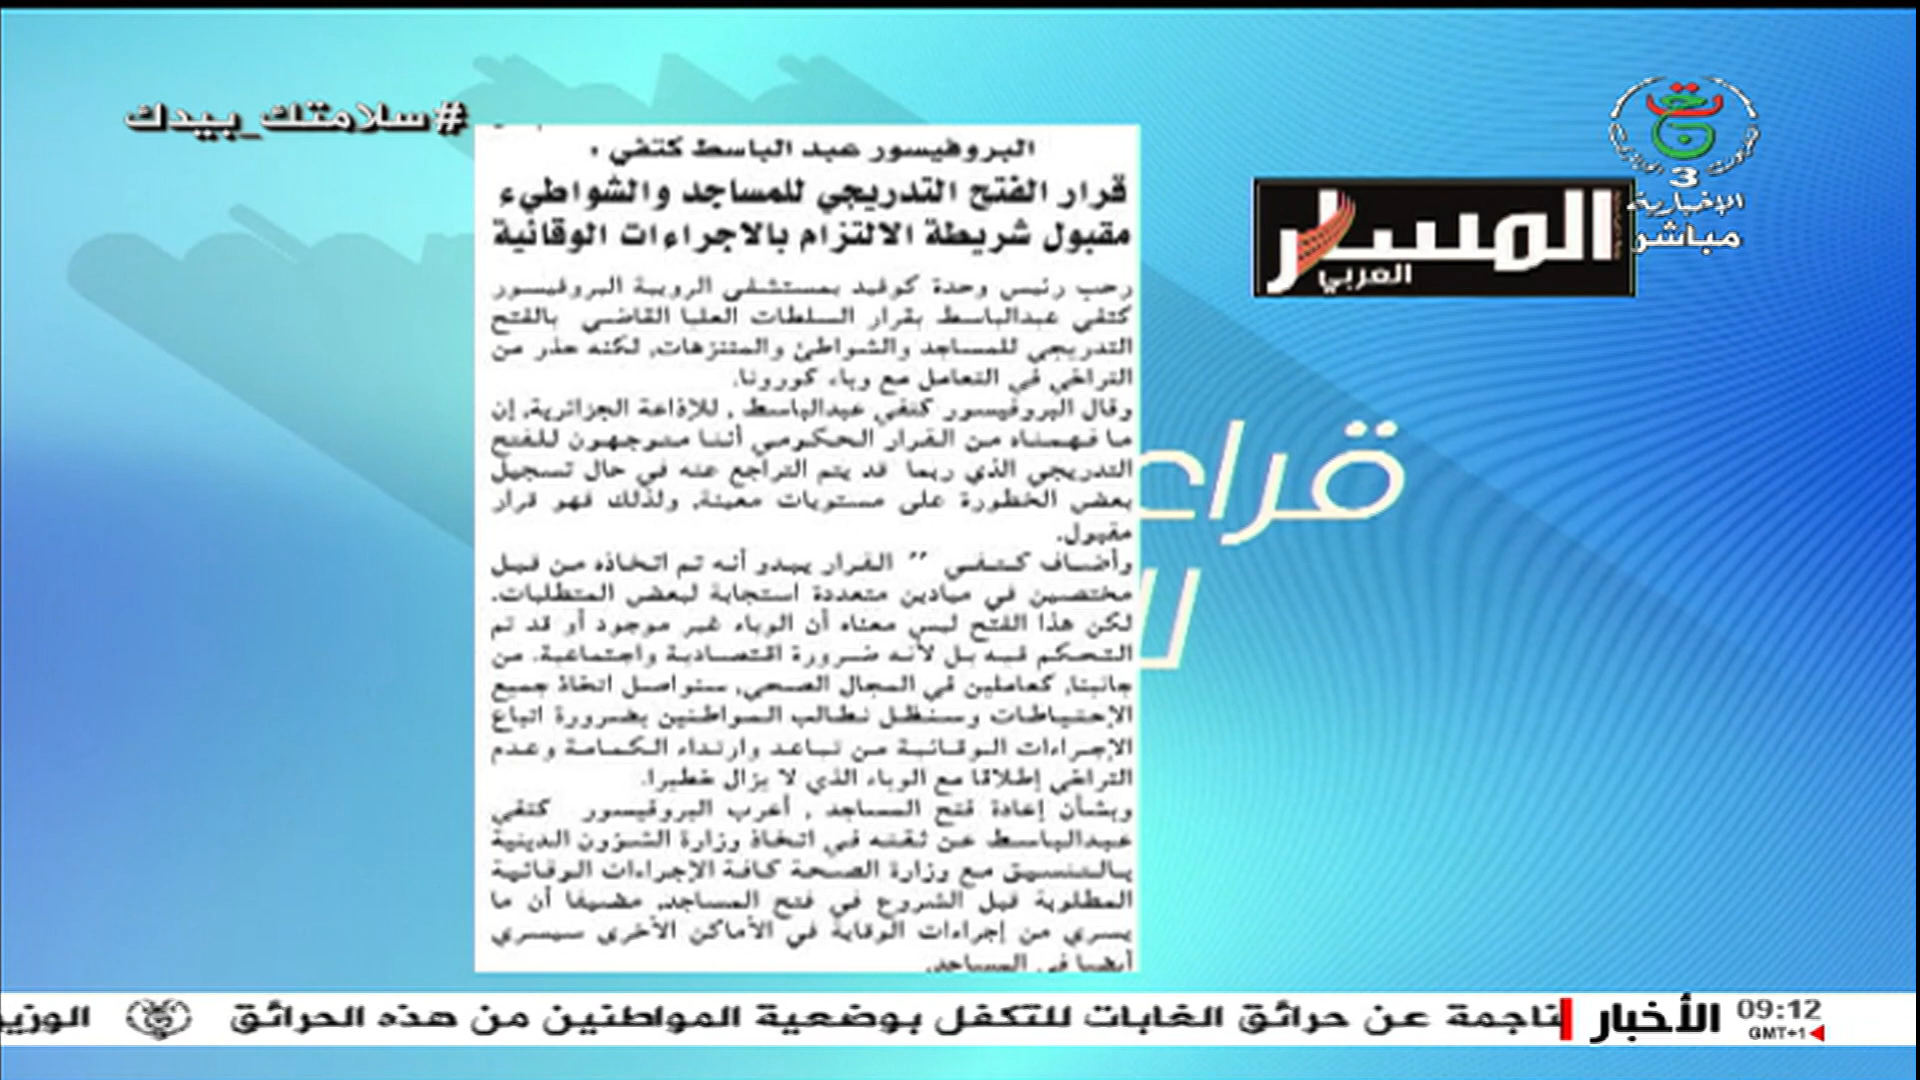 #سلامتك_بيدك
3
الإخبارية
مباشر
المسار
العربي
البروفيسور عبد الباسط كتفي :
قرار الفتح التدريجي للمساجد والشواطيء
مقبول شريطة الالتزام بالاجراءات الوقائية
رحب رئيس وحدة كوفيد بمستشفى الرويبة البروفيسور
كتفي عبدالباسط بقرار السلطات العليا القاضي بالفتح
التدريجي للمساجد والشواطئ والمتنزهات, لكنه حذر من
التراخي في التعامل مع وباء كورونا.
وقال البروفيسور كتفي عبدالباسط , للإذاعة الجزائرية, إن
ما فهمناه من القرار الحكومي أننا متوجهون للفتح
التدريجي الذي ربما قد يتم التراجع عنه في حال تسجيل
بعض الخطورة على مستويات معينة, ولذلك فهو قرار
مقبول.
وأضاف كتفي ” القرار يبدو أنه تم اتخاذه من قبل
مختصين في ميادين متعددة استجابة لبعض المتطلبات.
لكن هذا الفتح ليس معناه أن الوباء غير موجود أو قد تم
التحكم فيه بل لأنه ضرورة اقتصادية واجتماعية. من
جانبنا, كعاملين في المجال الصحي, سنواصل اتخاذ جميع
الإحتياطات وسنظل نطالب المواطنين بضرورة اتباع
الإجراءات الوقائية من تباعد وارتداء الكمامة وعدم
التراخي إطلاقا مع الوباء الذي لا يزال خطيرا.
وبشأن إعادة فتح المساجد , أعرب البروفيسور كتفي
عبدالباسط عن ثقته في اتخاذ وزارة الشؤون الدينية
بالتنسيق مع وزارة الصحة كافة الإجراءات الوقائية
المطلوبة قبل الشروع في فتح المساجد, مضيفا أن ما
يسري من إجراءات الوقاية في الأماكن الأخرى سيسري
أيضا في المساجد.
قراء
لل
الأخبار
ناجمة عن حرائق الغابات للتكفل بوضعية المواطنين من هذه الحرائق
الوزير
09:12
GMT+1